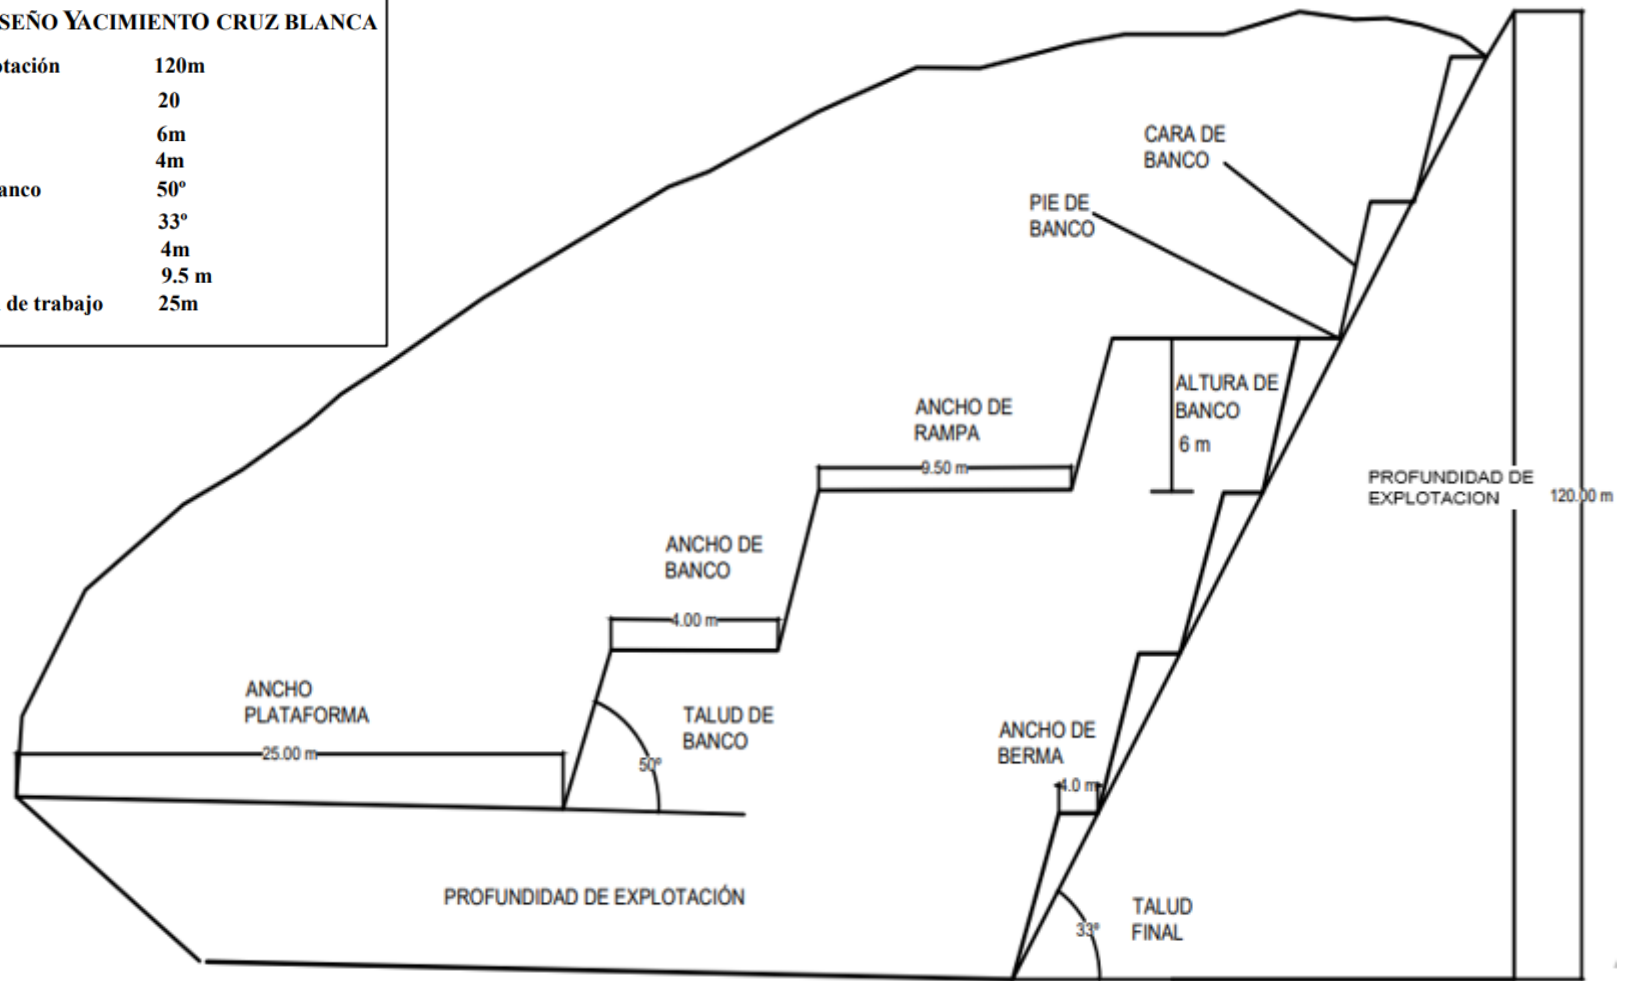 SEÑO YACIMIENTO CRUZ BLANCA
otación 120m
20
6m
4m
anco 50º
33º
4m
9.5 m
de trabajo 25m
CARA DE
BANCO
PIE DE
BANCO
ALTURA DE
BANCO
6 m
ANCHO DE
RAMPA
9.50 m
PROFUNDIDAD DE
EXPLOTACION
120.00 m
ANCHO DE
BANCO
4.00 m
ANCHO
PLATAFORMA
25.00 m
TALUD DE
BANCO
50º
ANCHO DE
BERMA
4.0 m
PROFUNDIDAD DE EXPLOTACIÓN
TALUD
FINAL
33º